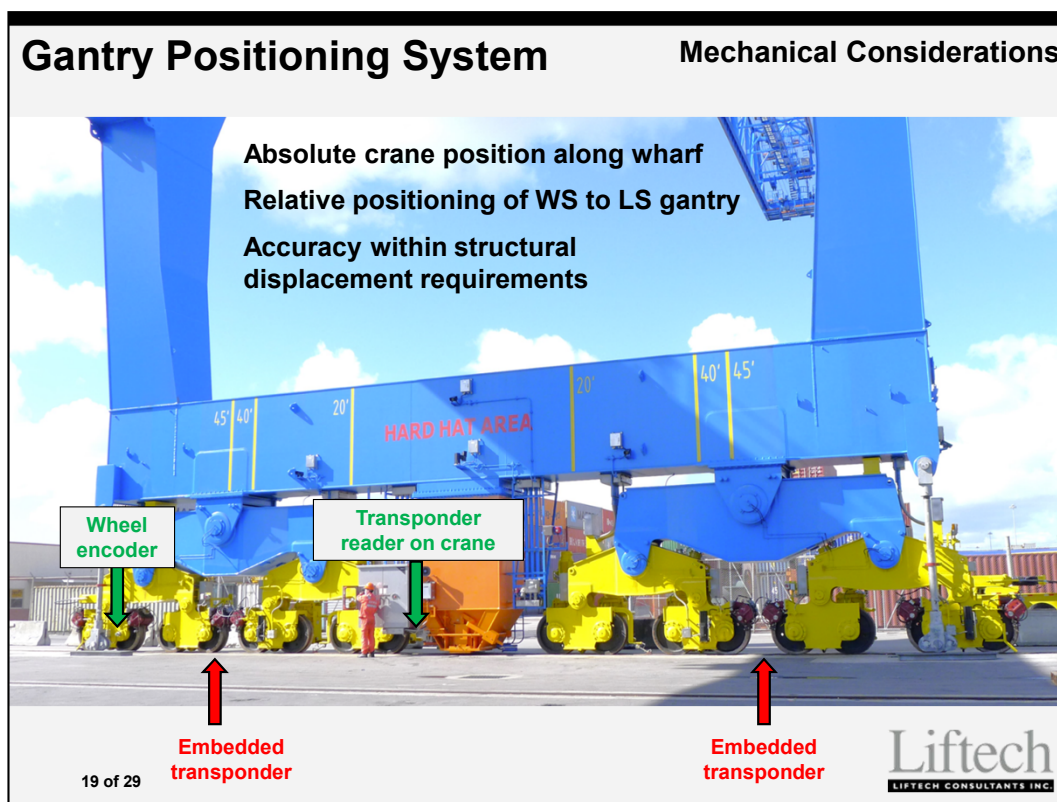 Gantry Positioning System
Mechanical Considerations
Absolute crane position along wharf
Relative positioning of WS to LS gantry
Accuracy within structural
displacement requirements
45' 40' 20' 20' 40' 45'
HARD HAT AREA
Wheel
encoder
Transponder
reader on crane
Embedded
transponder
Embedded
transponder
19 of 29
Liftech
LIFTECH CONSULTANTS INC.